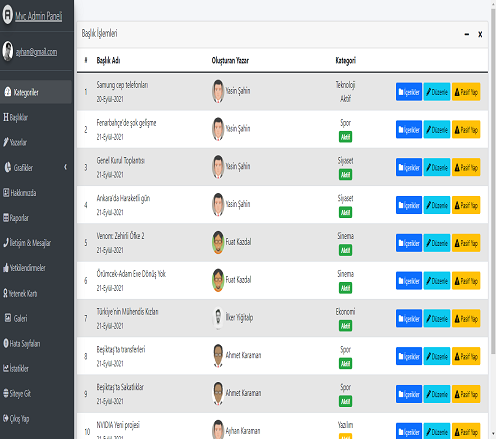 Mvc Admin Paneli
ayhan@gmail.com
Kategoriler
Başlıklar
Yazarlar
Grafikler
Hakkımızda
Raporlar
İletişim & Mesajlar
Yetkilendirmeler
Yetenek Kartı
Galeri
Hata Sayfaları
İstatikler
Siteye Git
Çıkış Yap
Başlık İşlemleri
# Başlık Adı Oluşturan Yazar Kategori
1 Samung cep telefonları Yasin Şahin Teknoloji İçerikler Düzenle Pasif Yap
20-Eylül-2021 Aktif
2 Fenarbahçe'de şok gelişme Yasin Şahin Spor İçerikler Düzenle Pasif Yap
21-Eylül-2021 Aktif
3 Genel Kurul Toplantısı Yasin Şahin Siyaset İçerikler Düzenle Pasif Yap
21-Eylül-2021 Aktif
4 Ankara'da Haraketli gün Yasin Şahin Siyaset İçerikler Düzenle Pasif Yap
21-Eylül-2021 Aktif
5 Venom: Zehirli Öfke 2 Fuat Kazdal Sinema İçerikler Düzenle Pasif Yap
21-Eylül-2021 Aktif
6 Örümcek-Adam Eve Dönüş Yok Fuat Kazdal Sinema İçerikler Düzenle Pasif Yap
21-Eylül-2021 Aktif
7 Türkiye'nin Mühendis Kızları İlker Yiğitalp Ekonomi İçerikler Düzenle Pasif Yap
21-Eylül-2021 Aktif
8 Beşiktaş'ta transferleri Ahmet Karaman Spor İçerikler Düzenle Pasif Yap
21-Eylül-2021 Aktif
9 Beşiktaş'ta Sakatlıklar Ahmet Karaman Spor İçerikler Düzenle Pasif Yap
21-Eylül-2021 Aktif
10 NVIDIA Yeni projesi Ayhan Karaman Yazılım İçerikler Düzenle Pasif Yap
21-Eylül-2021